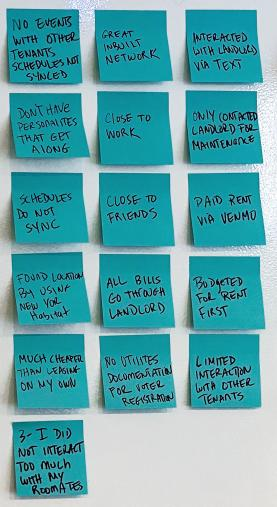 NO EVENTS
WITH OTHER
TENANTS
SCHEDULES NOT
SYNCED
GREAT
INBUILT
NETWORK
INTERACTED
WITH LANDLORD
VIA TEXT
DON'T HAVE
PERSONALITIES
THAT GET
ALONG
CLOSE TO
WORK
ONLY CONTACTED
LANDLORD FOR
MAINTENENCE
SCHEDULES
DO NOT
SYNC
CLOSE TO
FRIENDS
PAID RENT
VIA VENMO
FOUND LOCATION
BY USING
NEW YOR
Habitat
ALL BILLS
GO THROUGH
LANDLORD
BUDGETED
FOR RENT
FIRST
MUCH CHEAPER
THAN LEASING
ON MY OWN
NO UTILITES
DOCUMENTATION
FOR VOTER
REGISTRATION
LIMITED
INTERACTION
WITH OTHER
TENANTS
3- I DID
NOT INTERACT
TOO MUCH
WITH MY
ROOMATES